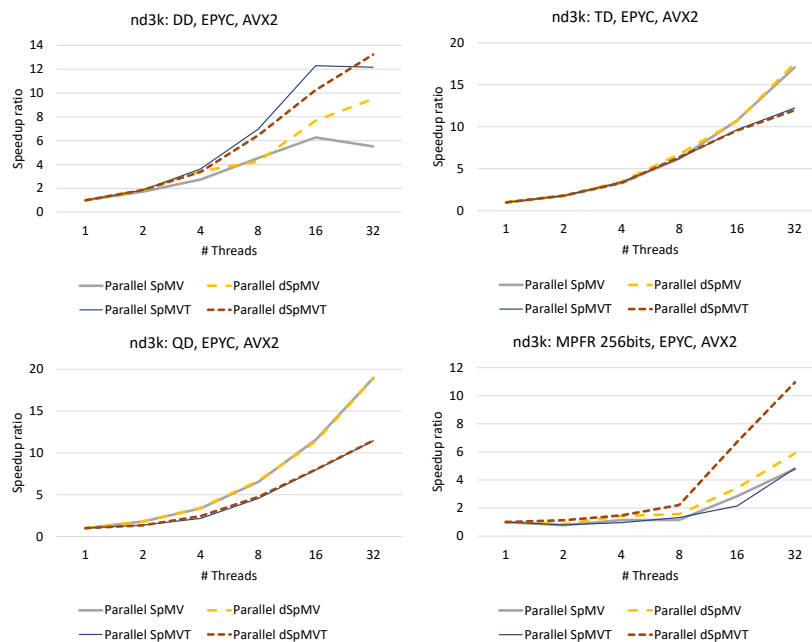 nd3k: DD, EPYC, AVX2
Speedup ratio
14
12
10
8
6
4
2
0
1 2 4 8 16 32
# Threads
Parallel SpMV Parallel dSpMV
Parallel SpMVT Parallel dSpMVT
nd3k: TD, EPYC, AVX2
Speedup ratio
20
15
10
5
0
1 2 4 8 16 32
# Threads
Parallel SpMV Parallel dSpMV
Parallel SpMVT Parallel dSpMVT
nd3k: QD, EPYC, AVX2
Speedup ratio
20
15
10
5
0
1 2 4 8 16 32
# Threads
Parallel SpMV Parallel dSpMV
Parallel SpMVT Parallel dSpMVT
nd3k: MPFR 256bits, EPYC, AVX2
Speedup ratio
12
10
8
6
4
2
0
1 2 4 8 16 32
# Threads
Parallel SpMV Parallel dSpMV
Parallel SpMVT Parallel dSpMVT